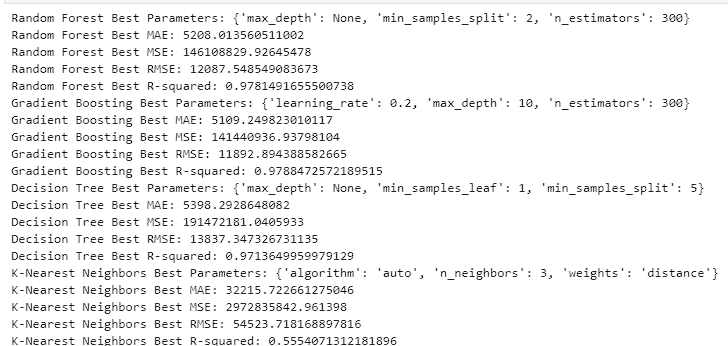 Random Forest Best Parameters: {'max_depth': None, 'min_samples_split': 2, 'n_estimators': 300}
Random Forest Best MAE: 5208.013560511002
Random Forest Best MSE: 146108829.92645478
Random Forest Best RMSE: 12087.548549083673
Random Forest Best R-squared: 0.9781491655500738
Gradient Boosting Best Parameters: {'learning_rate': 0.2, 'max_depth': 10, 'n_estimators': 300}
Gradient Boosting Best MAE: 5109.249823010117
Gradient Boosting Best MSE: 141440936.93798104
Gradient Boosting Best RMSE: 11892.894388582665
Gradient Boosting Best R-squared: 0.9788472572189515
Decision Tree Best Parameters: {'max_depth': None, 'min_samples_leaf': 1, 'min_samples_split': 5}
Decision Tree Best MAE: 5398.2928648082
Decision Tree Best MSE: 191472181.0405933
Decision Tree Best RMSE: 13837.347326731135
Decision Tree Best R-squared: 0.9713649959979129
K-Nearest Neighbors Best Parameters: {'algorithm': 'auto', 'n_neighbors': 3, 'weights': 'distance'}
K-Nearest Neighbors Best MAE: 32215.722661275046
K-Nearest Neighbors Best MSE: 2972835842.961398
K-Nearest Neighbors Best RMSE: 54523.718168897816
K-Nearest Neighbors Best R-squared: 0.5554071312181896